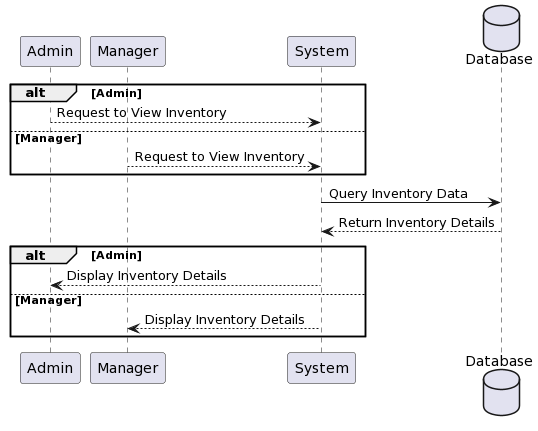 Admin Manager System Database
alt [Admin]
Request to View Inventory
[Manager]
Request to View Inventory
Query Inventory Data
Return Inventory Details
alt [Admin]
Display Inventory Details
[Manager]
Display Inventory Details
Admin Manager System Database